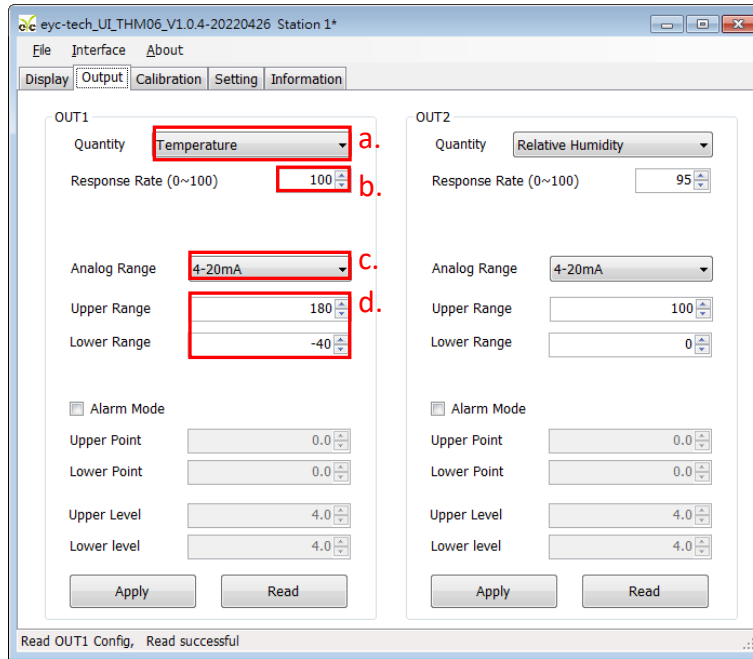 eyc-tech_UI_THM06_V1.0.4-20220426 Station 1*
File Interface About
Display Output Calibration Setting Information
OUT1
Quantity Temperature a.
Response Rate (0~100) 100 b.
Analog Range 4-20mA c.
Upper Range 180 d.
Lower Range -40
Alarm Mode
Upper Point 0.0
Lower Point 0.0
Upper Level 4.0
Lower level 4.0
Apply Read
OUT2
Quantity Relative Humidity
Response Rate (0~100) 95
Analog Range 4-20mA
Upper Range 100
Lower Range 0
Alarm Mode
Upper Point 0.0
Lower Point 0.0
Upper Level 4.0
Lower level 4.0
Apply Read
Read OUT1 Config, Read successful